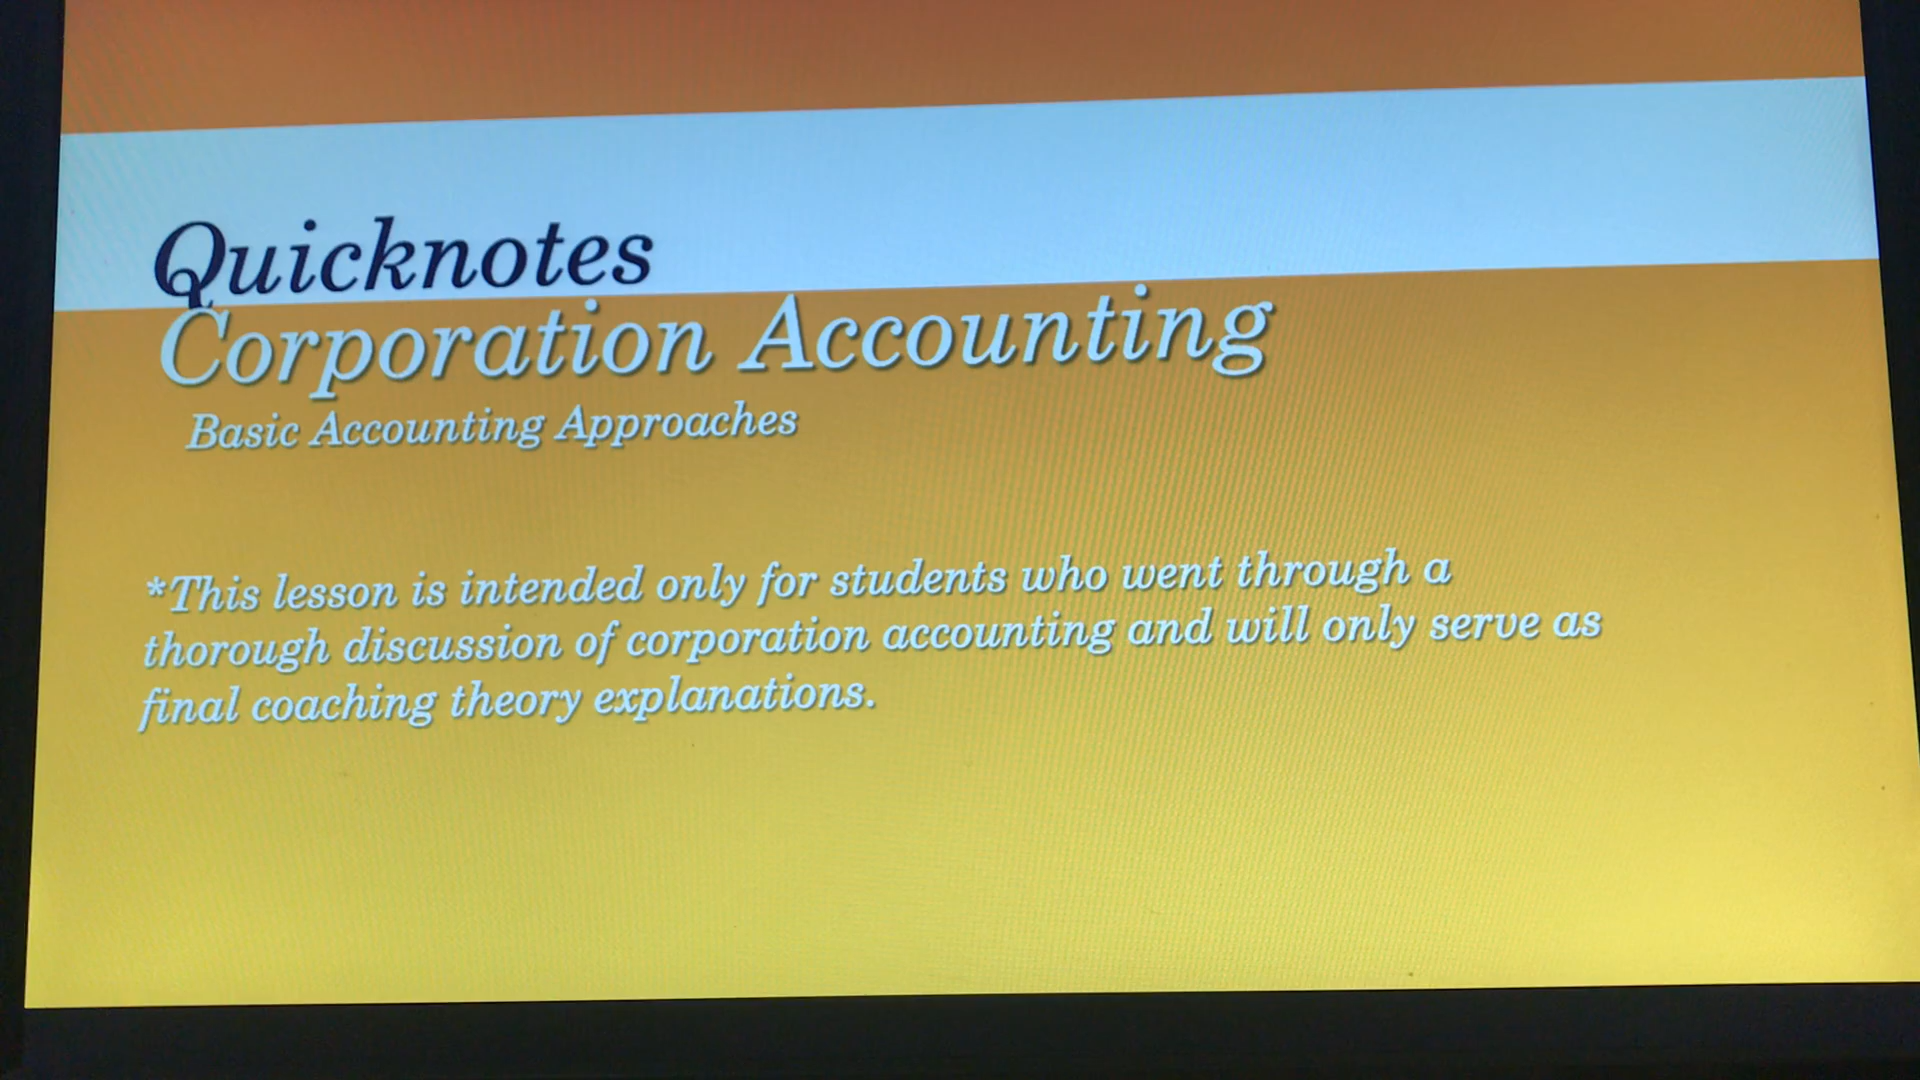 Quicknotes
Corporation Accounting
Basic Accounting Approaches
*This lesson is intended only for students who went through a
thorough discussion of corporation accounting and will only serve as
final coaching theory explanations.